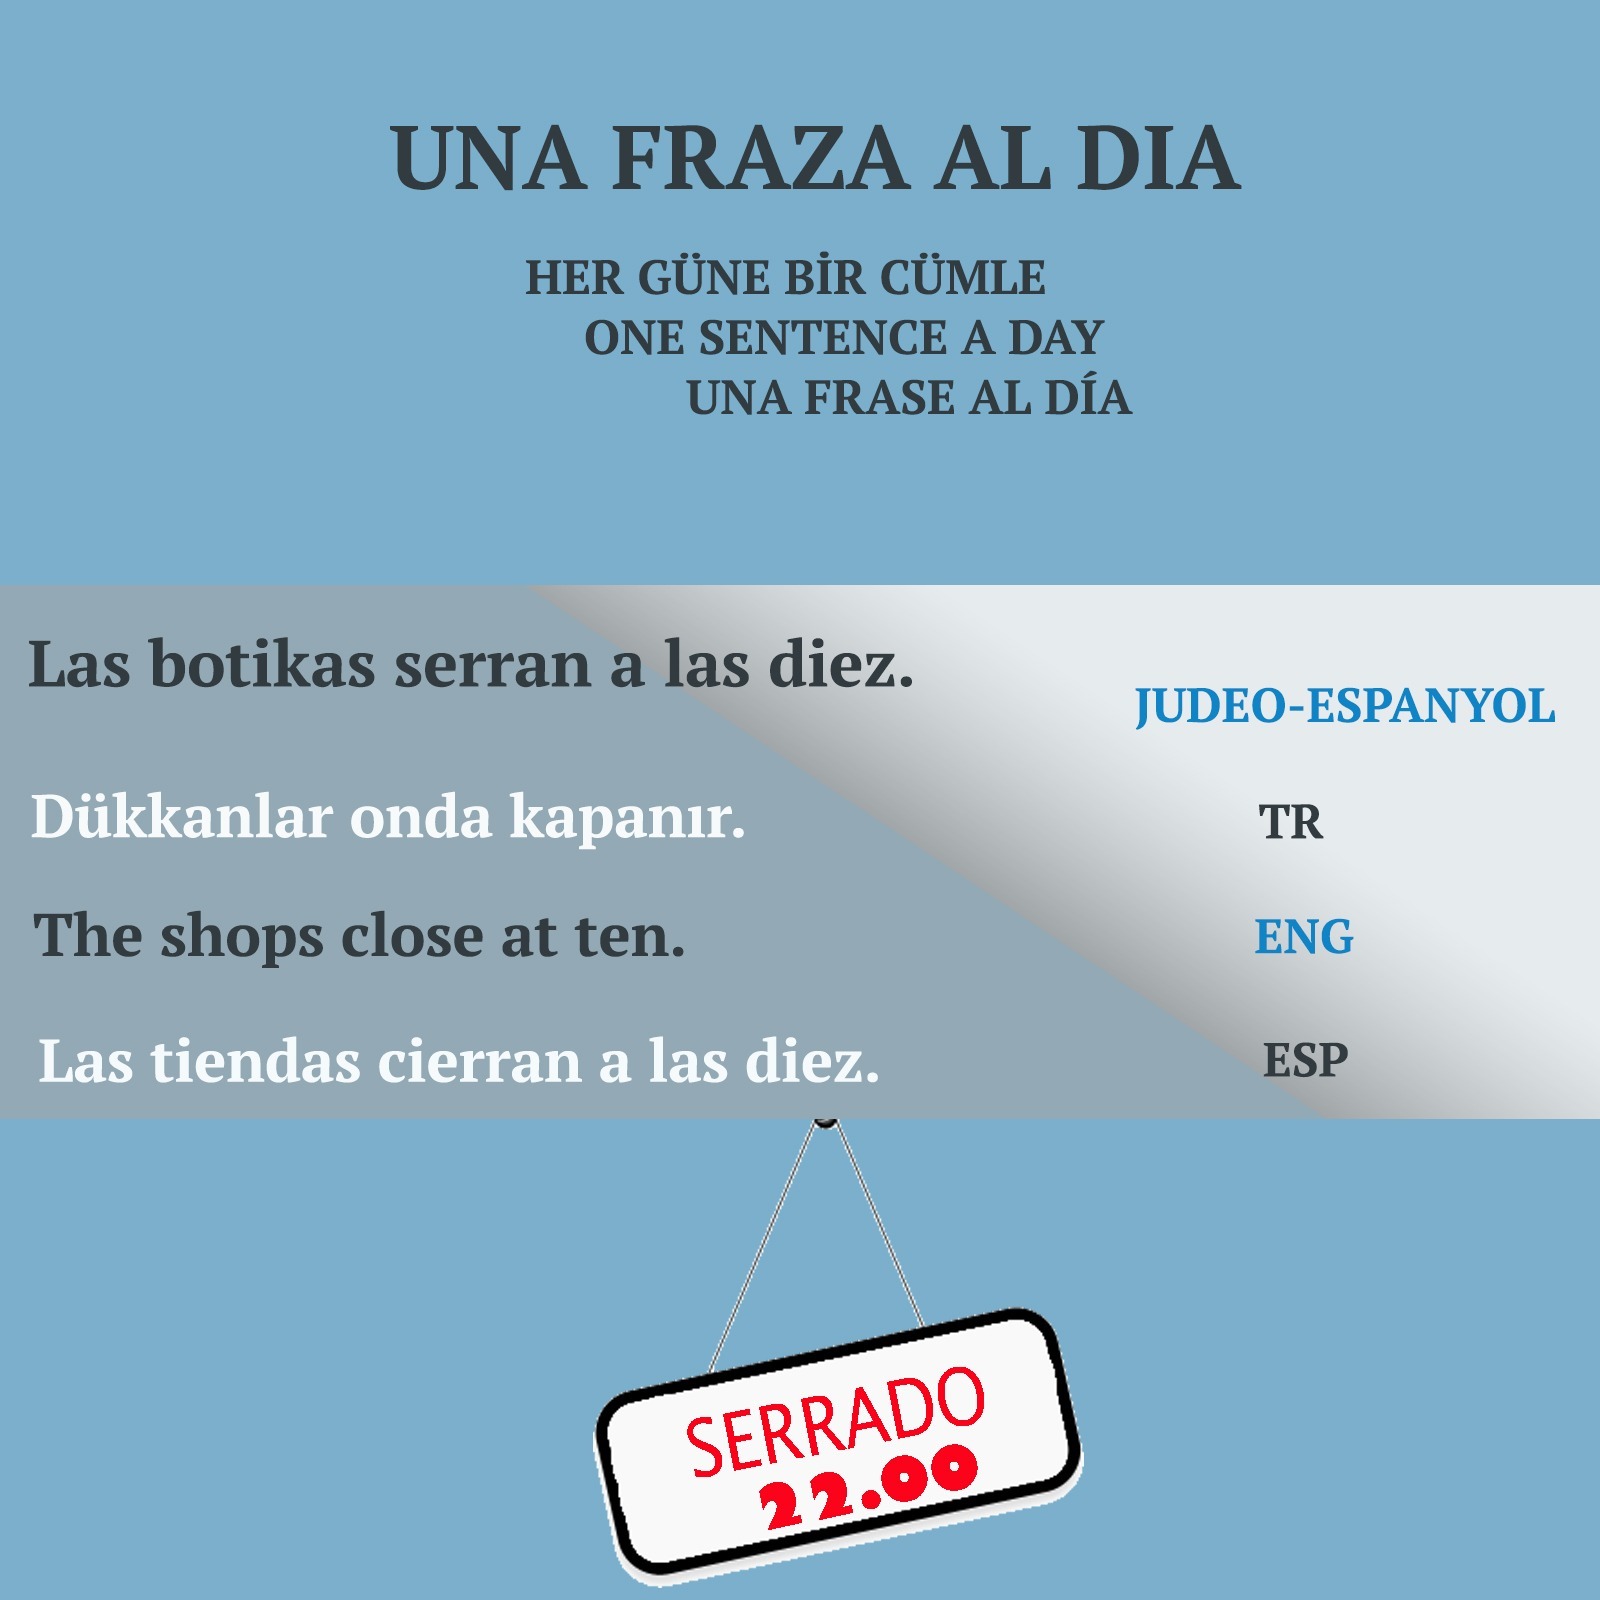 UNA FRAZA AL DIA
HER GÜNE BİR CÜMLE
ONE SENTENCE A DAY
UNA FRASE AL DÍA
Las botikas serran a las diez.
JUDEO-ESPANYOL
Dükkanlar onda kapanır.
TR
The shops close at ten.
ENG
Las tiendas cierran a las diez.
ESP
SERRADO
22.00